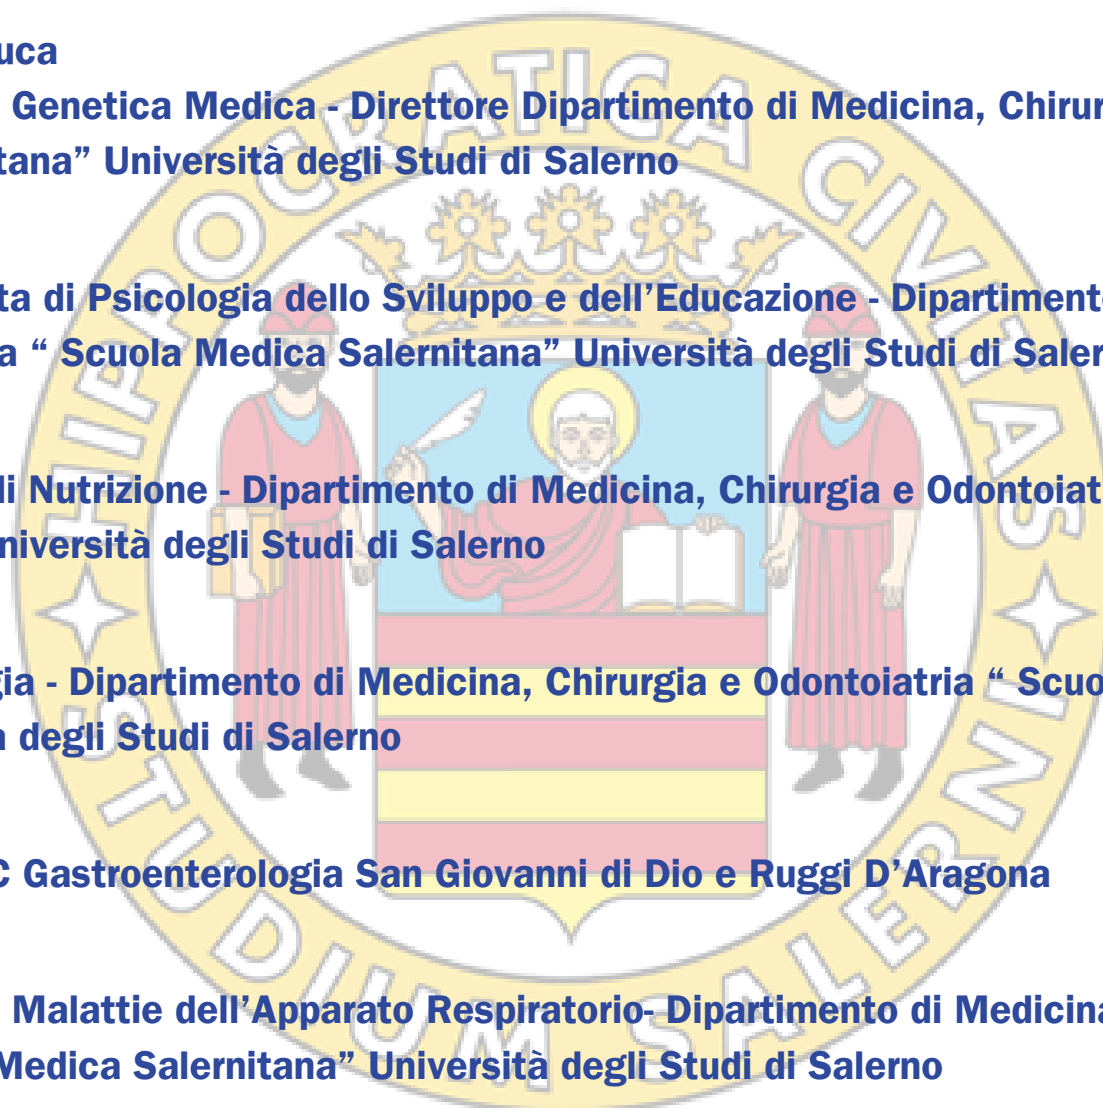 uca
Genetica Medica - Direttore Dipartimento di Medicina, Chirur
tana” Università degli Studi di Salerno
ta di Psicologia dello Sviluppo e dell’Educazione - Dipartiment
a “ Scuola Medica Salernitana” Università degli Studi di Saler
di Nutrizione - Dipartimento di Medicina, Chirurgia e Odontoiat
niversità degli Studi di Salerno
gia - Dipartimento di Medicina, Chirurgia e Odontoiatria “ Scuo
a degli Studi di Salerno
C Gastroenterologia San Giovanni di Dio e Ruggi D’Aragona
Malattie dell’Apparato Respiratorio- Dipartimento di Medicina
Medica Salernitana” Università degli Studi di Salerno
HIPPOCRATICA CIVITAS
STUDIUM SALERNI